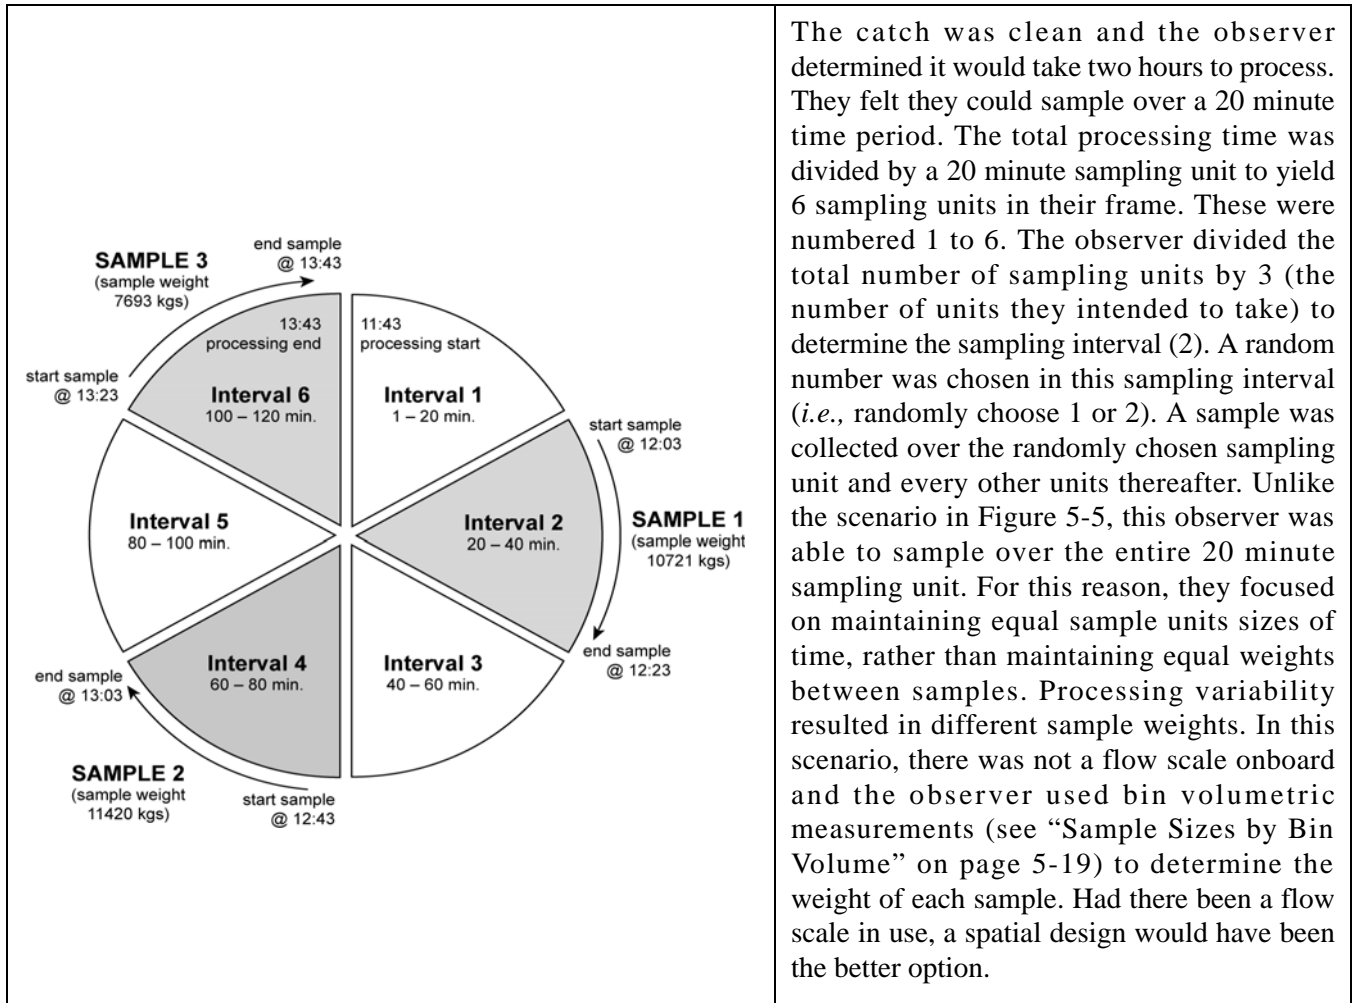 end sample
@ 13:43
SAMPLE 3
(sample weight
7693 kgs)
13:43
processing end
11:43
processing start
start sample
@ 13:23
Interval 6
100 – 120 min.
Interval 1
1 – 20 min.
start sample
@ 12:03
Interval 5
80 – 100 min.
Interval 2
20 – 40 min.
SAMPLE 1
(sample weight
10721 kgs)
end sample
@ 12:23
Interval 4
60 – 80 min.
Interval 3
40 – 60 min.
end sample
@ 13:03
SAMPLE 2
(sample weight
11420 kgs)
start sample
@ 12:43
The catch was clean and the observer
determined it would take two hours to process.
They felt they could sample over a 20 minute
time period. The total processing time was
divided by a 20 minute sampling unit to yield
6 sampling units in their frame. These were
numbered 1 to 6. The observer divided the
total number of sampling units by 3 (the
number of units they intended to take) to
determine the sampling interval (2). A random
number was chosen in this sampling interval
(i.e., randomly choose 1 or 2). A sample was
collected over the randomly chosen sampling
unit and every other units thereafter. Unlike
the scenario in Figure 5-5, this observer was
able to sample over the entire 20 minute
sampling unit. For this reason, they focused
on maintaining equal sample units sizes of
time, rather than maintaining equal weights
between samples. Processing variability
resulted in different sample weights. In this
scenario, there was not a flow scale onboard
and the observer used bin volumetric
measurements (see “Sample Sizes by Bin
Volume” on page 5-19) to determine the
weight of each sample. Had there been a flow
scale in use, a spatial design would have been
the better option.